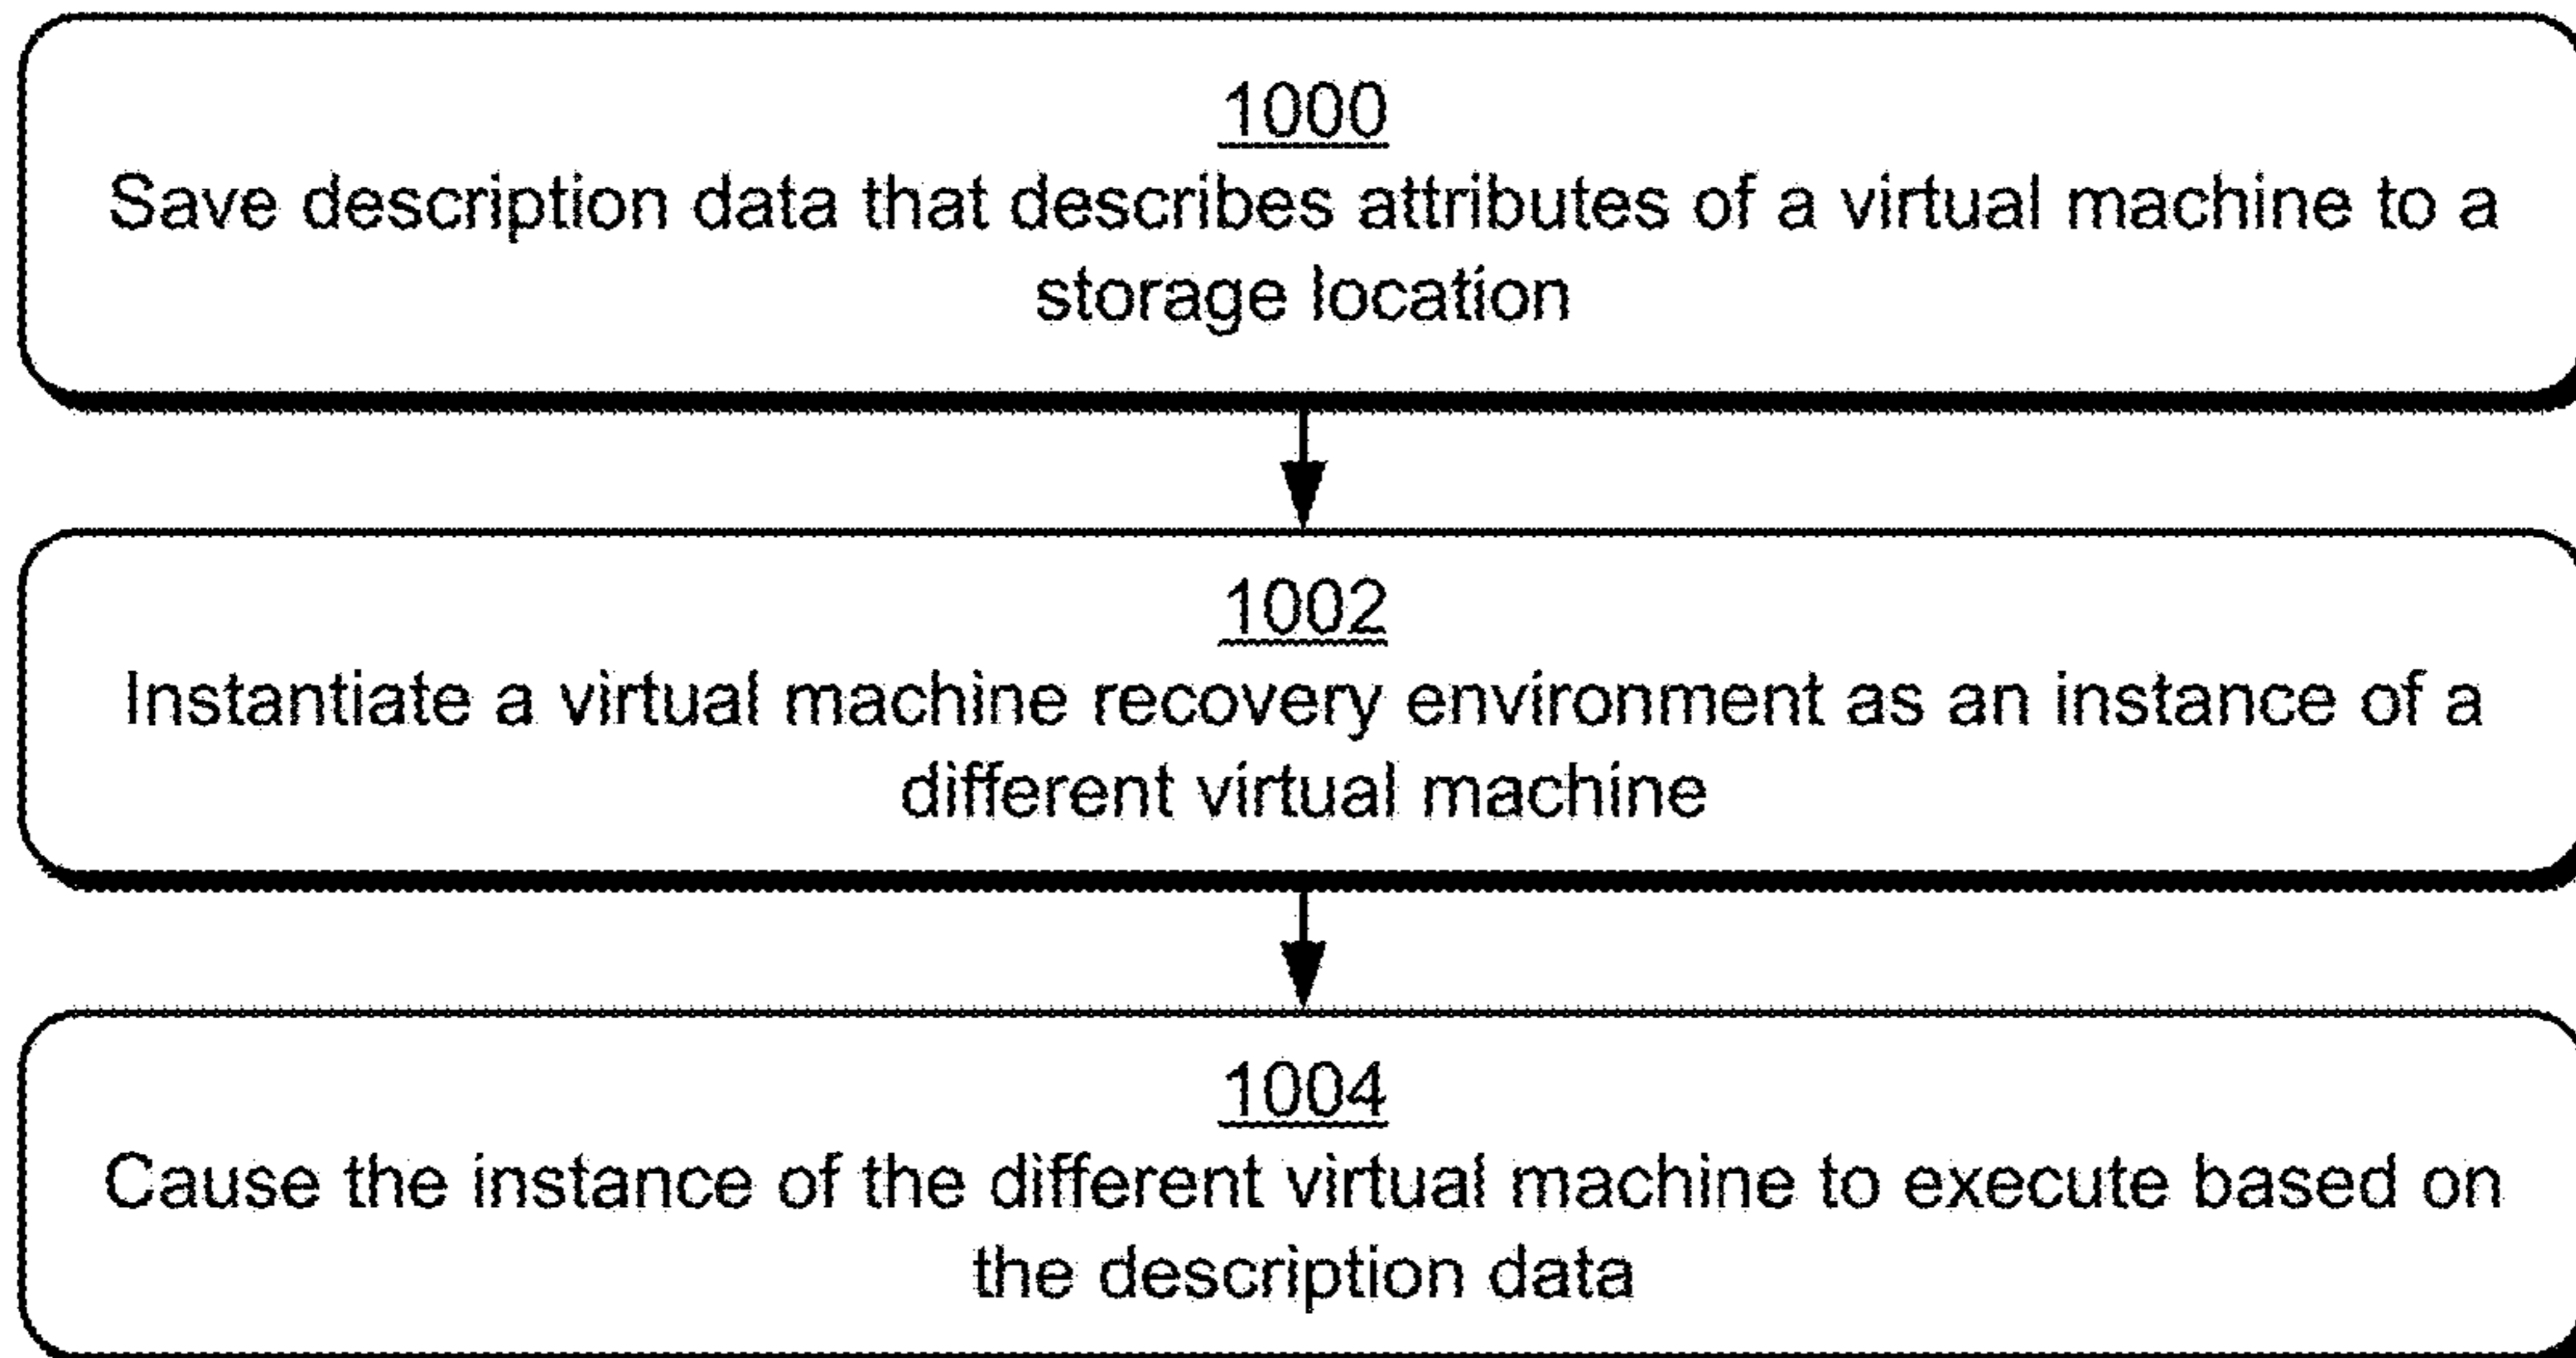 1000
Save description data that describes attributes of a virtual machine to a
storage location
1002
Instantiate a virtual machine recovery environment as an instance of a
different virtual machine
1004
Cause the instance of the different virtual machine to execute based on
the description data